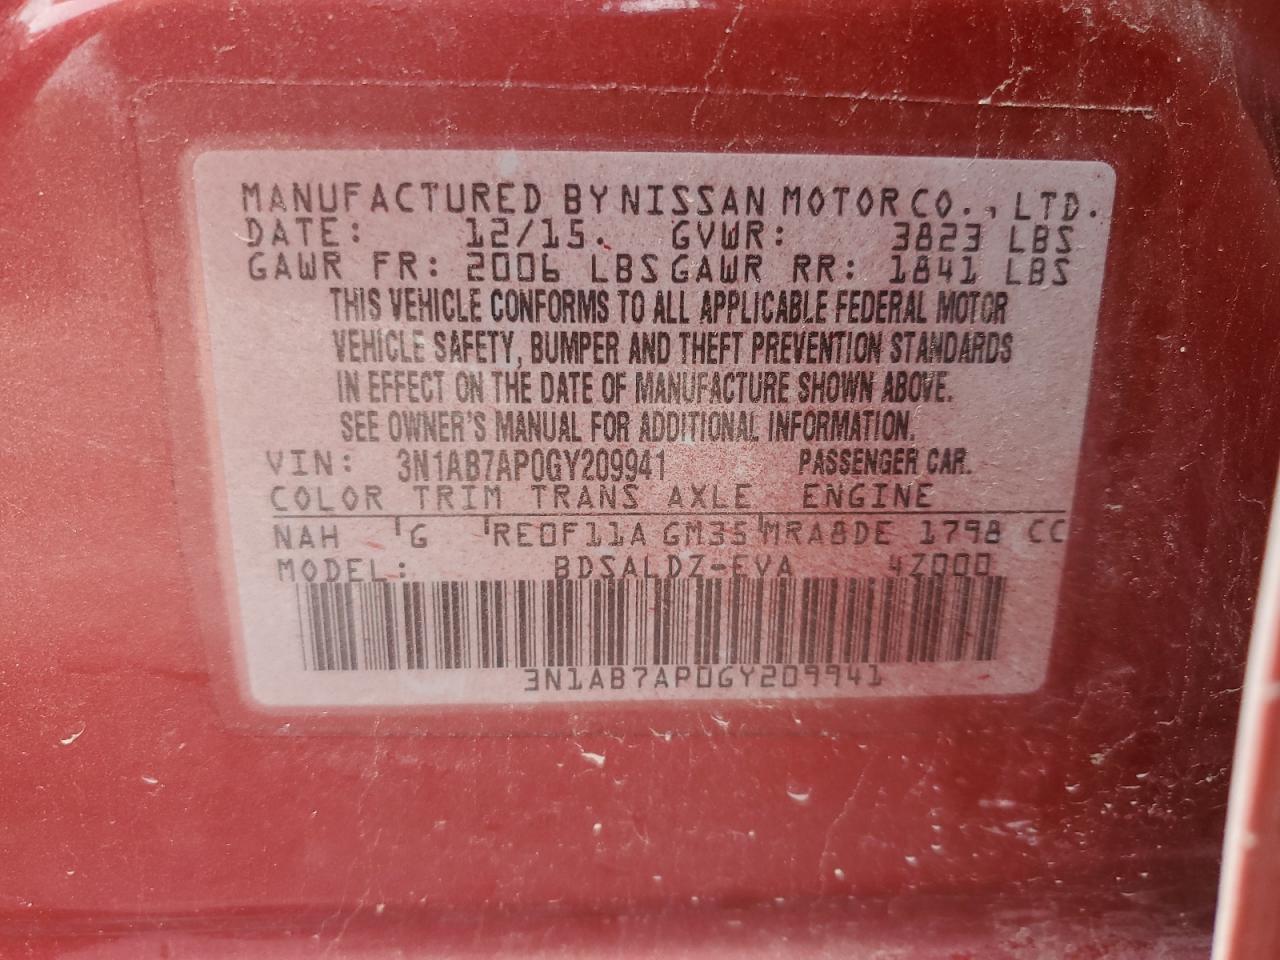 MANUFACTURED BY NISSAN MOTOR CO., LTD.
DATE: 12/15. GVWR: 3823 LBS
GAWR FR: 2006 LBS GAWR RR: 1841 LBS
THIS VEHICLE CONFORMS TO ALL APPLICABLE FEDERAL MOTOR
VEHICLE SAFETY, BUMPER AND THEFT PREVENTION STANDARDS
IN EFFECT ON THE DATE OF MANUFACTURE SHOWN ABOVE.
SEE OWNER'S MANUAL FOR ADDITIONAL INFORMATION.
VIN: 3N1AB7AP0GY209941 PASSENGER CAR.
COLOR TRIM TRANS AXLE ENGINE
NAH G RE0F11A GM35 MRA8DE 1798 CC
MODEL: BDSALDZ-EVA 4Z000
3N1AB7AP0GY209941